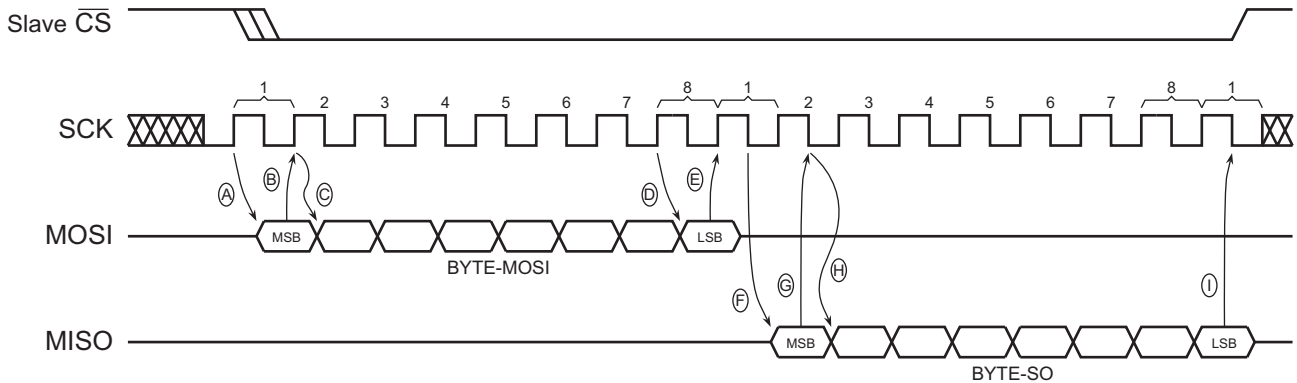 Slave CS
1 2 3 4 5 6 7 8 1 2 3 4 5 6 7 8 1
SCK
A B C D E
MOSI MSB LSB
BYTE-MOSI
F G H I
MISO MSB LSB
BYTE-SO